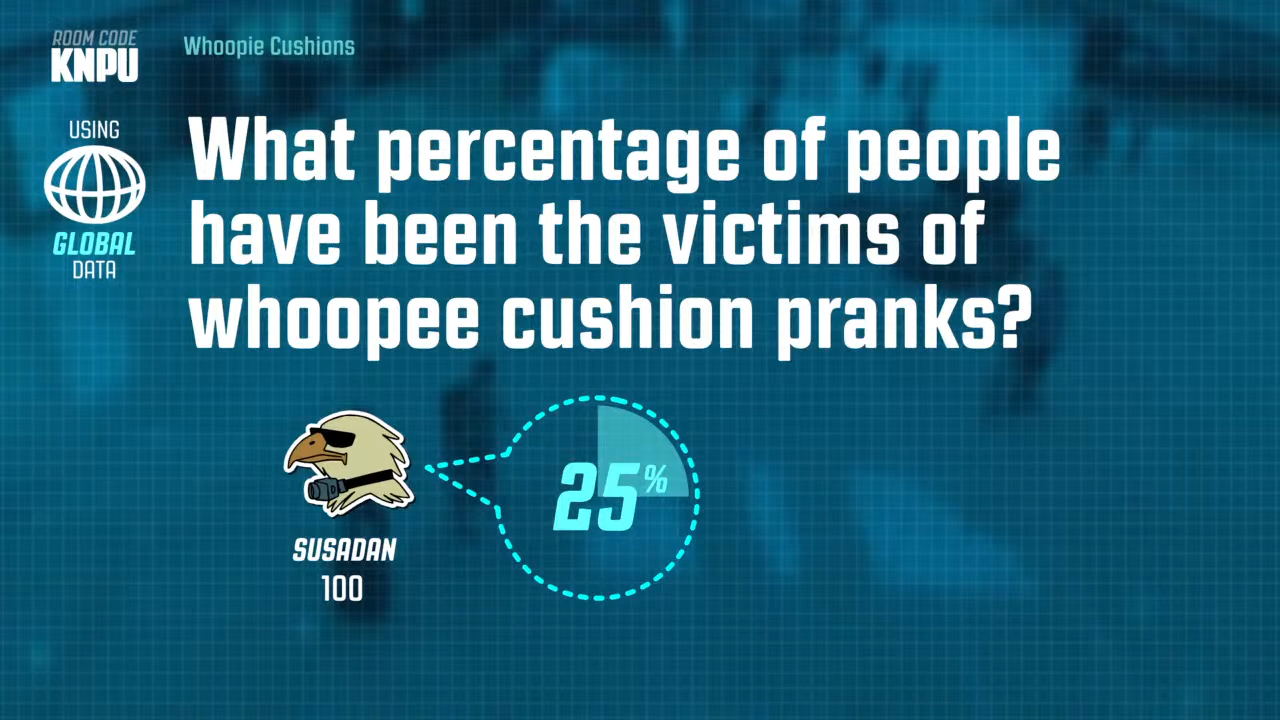 ROOM CODE
KNPU
Whoopie Cushions
USING
GLOBAL
DATA
What percentage of people
have been the victims of
whoopee cushion pranks?
25%
SUSADAN
100